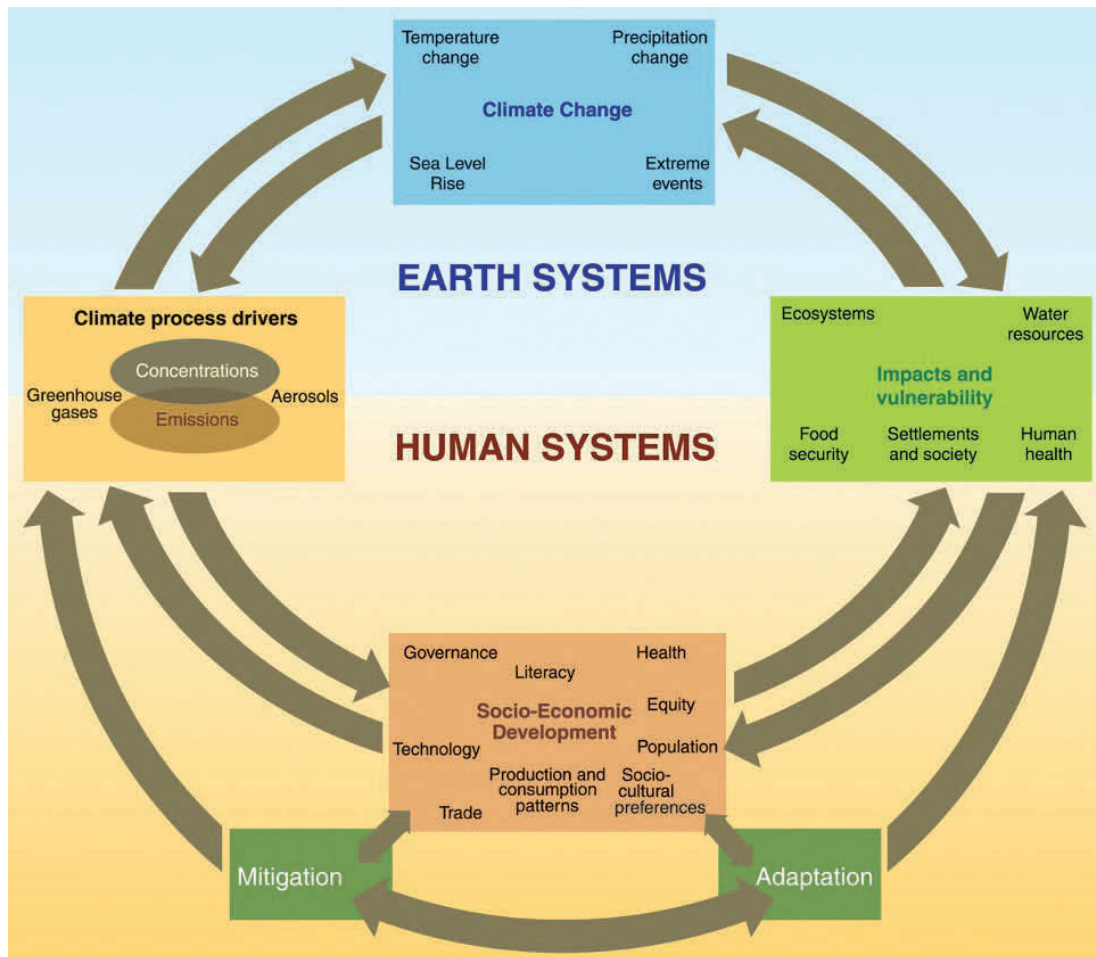 Temperature
change
Precipitation
change
Climate Change
Sea Level
Rise
Extreme
events
EARTH SYSTEMS
Climate process drivers
Concentrations
Greenhouse
gases
Aerosols
Emissions
Ecosystems
Water
resources
Impacts and
vulnerability
Food
security
Settlements
and society
Human
health
HUMAN SYSTEMS
Governance
Literacy
Health
Equity
Socio-Economic
Development
Technology
Population
Production and
consumption
patterns
Socio-
cultural
preferences
Trade
Mitigation
Adaptation